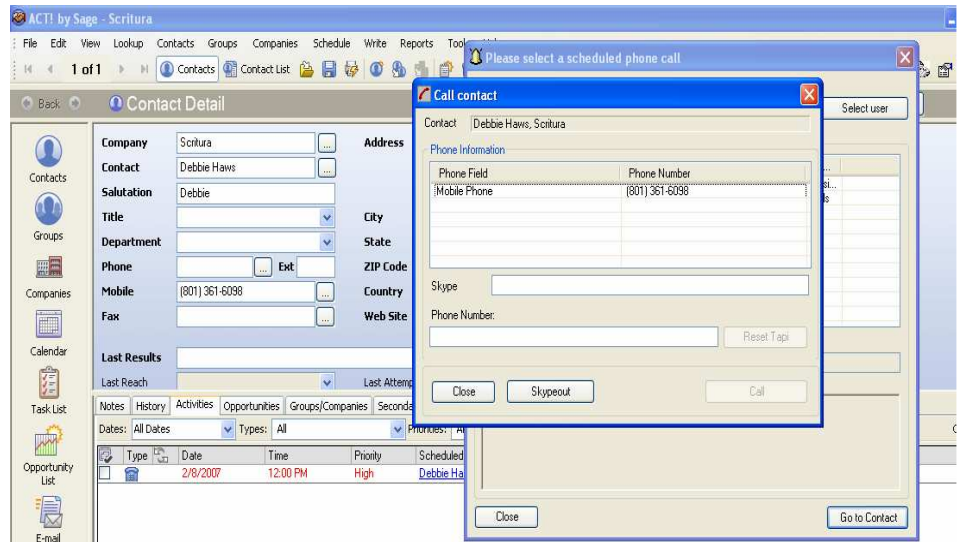 ACT! by Sage - Scritura
File Edit View Lookup Contacts Groups Companies Schedule Write Reports
1 of 1 Contacts Contact List
Please select a scheduled phone call
Back Contact Detail
Select user
Call contact
Contact Debbie Haws, Scritura
Phone Information
Phone Field Phone Number
Mobile Phone (801) 361-6098
Skype
Phone Number:
Reset Tapi
Close Skypeout Call
Contacts
Groups
Companies
Calendar
Task List
Opportunity
List
E-mail
Company Scritura ... Address
Contact Debbie Haws ...
Salutation Debbie
Title City
Department State
Phone ... Ext ZIP Code
Mobile (801) 361-6098 ... Country
Fax ... Web Site
Last Results
Last Reach Last Attemp
Notes History Activities Opportunities Groups/Companies Seconda
Dates: All Dates Types: All Priorities:
Type Date Time Priority Scheduled
2/8/2007 12:00 PM High Debbie Ha
Close Go to Contact